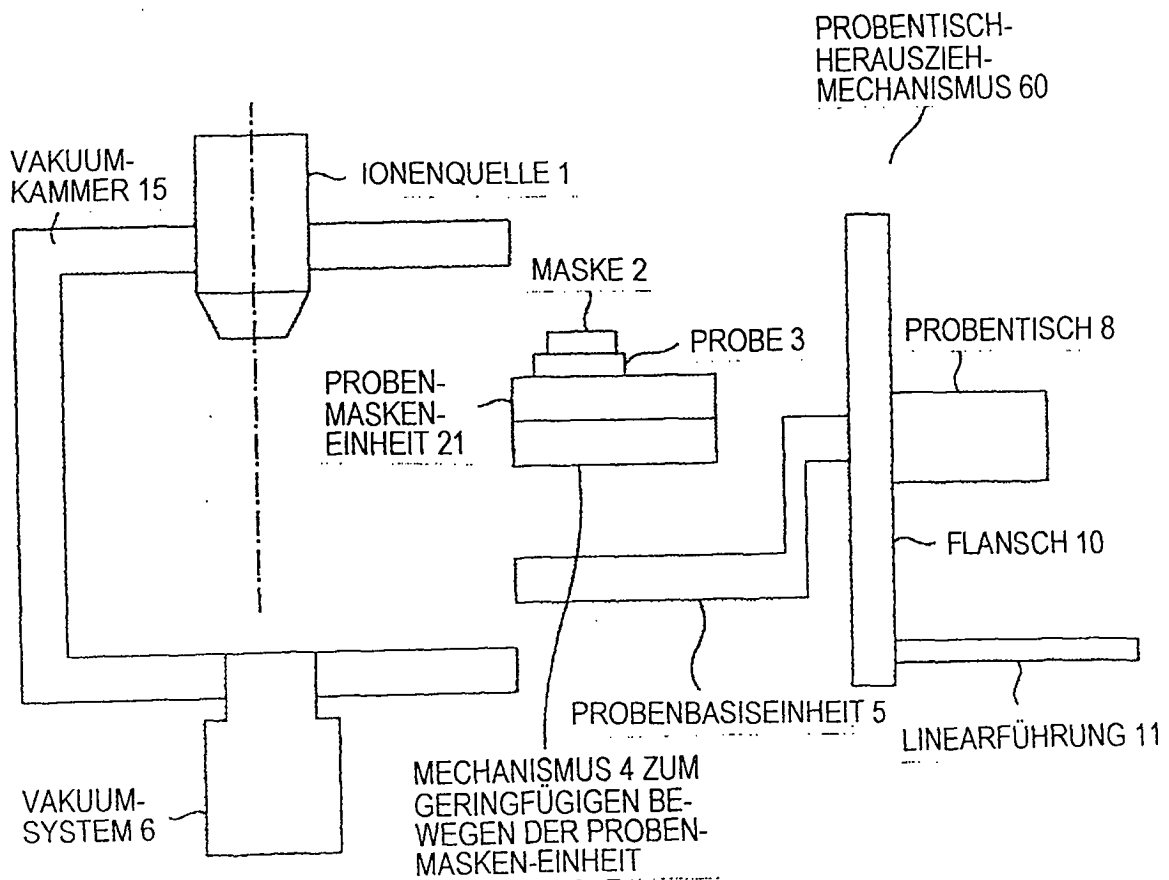 PROBENTISCH-
HERAUSZIEH-
MECHANISMUS 60
VAKUUM-
KAMMER 15
IONENQUELLE 1
MASKE 2
PROBE 3
PROBENTISCH 8
PROBEN-
MASKEN-
EINHEIT 21
FLANSCH 10
PROBENBASISEINHEIT 5
LINEARFÜHRUNG 11
VAKUUM-
SYSTEM 6
MECHANISMUS 4 ZUM
GERINGFÜGIGEN BE-
WEGEN DER PROBEN-
MASKEN-EINHEIT